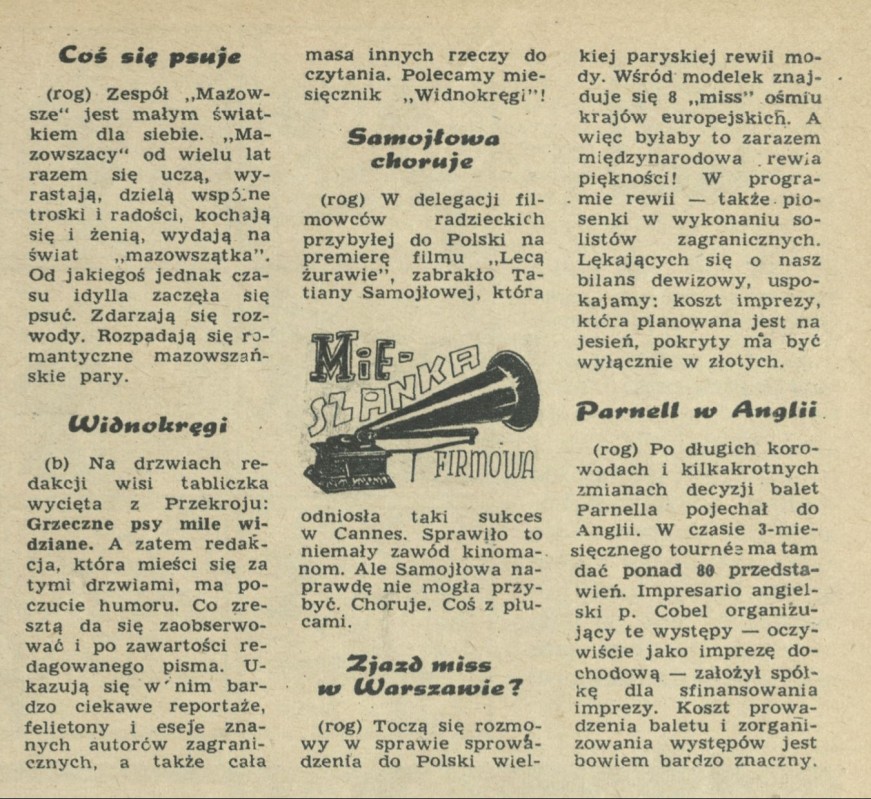 Coś się psuje
(rog) Zespół „Mazow-
sze" jest małym świat-
kiem dla siebie. „Ma-
zowszacy" od wielu lat
razem się uczą, wy-
rastają, dzielą wspólne
troski i radości, kochają
się i żenią, wydają na
świat „mazowszątka".
Od jakiegoś jednak cza-
su idylla zaczęła się
psuć. Zdarzają się roz-
wody. Rozpadają się ro-
mantyczne mazowszań-
skie pary.
Widnokręgi
(b) Na drzwiach re-
dakcji wisi tabliczka
wycięta z Przekroju:
Grzeczne psy mile wi-
dziane. A zatem redak-
cja, która mieści się za
tymi drzwiami, ma po-
czucie humoru. Co zre-
sztą da się zaobserwo-
wać i po zawartości re-
dagowanego pisma. U-
kazują się w nim bar-
dzo ciekawe reportaże,
felietony i eseje zna-
nych autorów zagrani-
cznych, a także cała
masa innych rzeczy do
czytania. Polecamy mie-
sięcznik „Widnokręgi"!
Samojłowa
choruje
(rog) W delegacji fil-
mowców radzieckich
przybyłej do Polski na
premierę filmu „Lecą
żurawie", zabrakło Ta-
tiany Samojłowej, która
MIE-
SZANKA
FIRMOWA
odniosła taki sukces
w Cannes. Sprawiło to
niemały zawód kinoma-
nom. Ale Samojłowa na-
prawdę nie mogła przy-
być. Choruje. Coś z płu-
cami.
Zjazd miss
w Warszawie?
(rog) Toczą się rozmo-
wy w sprawie sprowa-
dzenia do Polski wiel-
kiej paryskiej rewii mo-
dy. Wśród modelek znaj-
duje się 8 „miss" ośmiu
krajów europejskich. A
więc byłaby to zarazem
międzynarodowa rewia
piękności! W progra-
mie rewii — także pio-
senki w wykonaniu so-
listów zagranicznych.
Lękających się o nasz
bilans dewizowy, uspo-
kajamy: koszt imprezy,
która planowana jest na
jesień, pokryty ma być
wyłącznie w złotych.
Parnell w Anglii
(rog) Po długich koro-
wodach i kilkakrotnych
zmianach decyzji balet
Parnella pojechał do
Anglii. W czasie 3-mie-
sięcznego tournée ma tam
dać ponad 80 przedsta-
wień. Impresario angiel-
ski p. Cobel organizu-
jący te występy — oczy-
wiście jako imprezę do-
chodową — założył spół-
kę dla sfinansowania
imprezy. Koszt prowa-
dzenia baletu i zorgani-
zowania występów jest
bowiem bardzo znaczny.